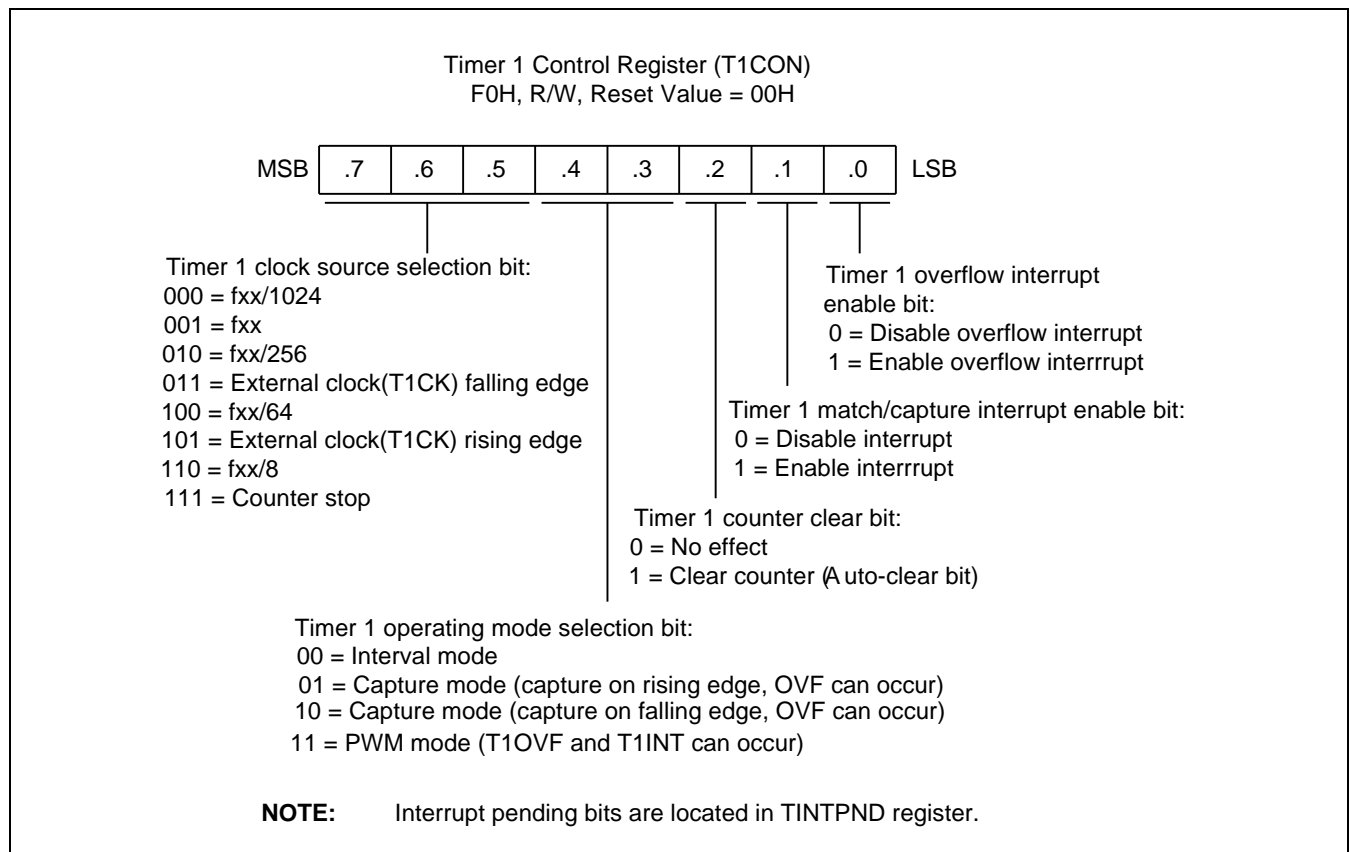 Timer 1 Control Register (T1CON)
F0H, R/W, Reset Value = 00H
MSB .7 .6 .5 .4 .3 .2 .1 .0 LSB
Timer 1 clock source selection bit:
000 = fxx/1024
001 = fxx
010 = fxx/256
011 = External clock(T1CK) falling edge
100 = fxx/64
101 = External clock(T1CK) rising edge
110 = fxx/8
111 = Counter stop
Timer 1 overflow interrupt
enable bit:
0 = Disable overflow interrupt
1 = Enable overflow interrrupt
Timer 1 match/capture interrupt enable bit:
0 = Disable interrupt
1 = Enable interrrupt
Timer 1 counter clear bit:
0 = No effect
1 = Clear counter (A uto-clear bit)
Timer 1 operating mode selection bit:
00 = Interval mode
01 = Capture mode (capture on rising edge, OVF can occur)
10 = Capture mode (capture on falling edge, OVF can occur)
11 = PWM mode (T1OVF and T1INT can occur)
NOTE: Interrupt pending bits are located in TINTPND register.